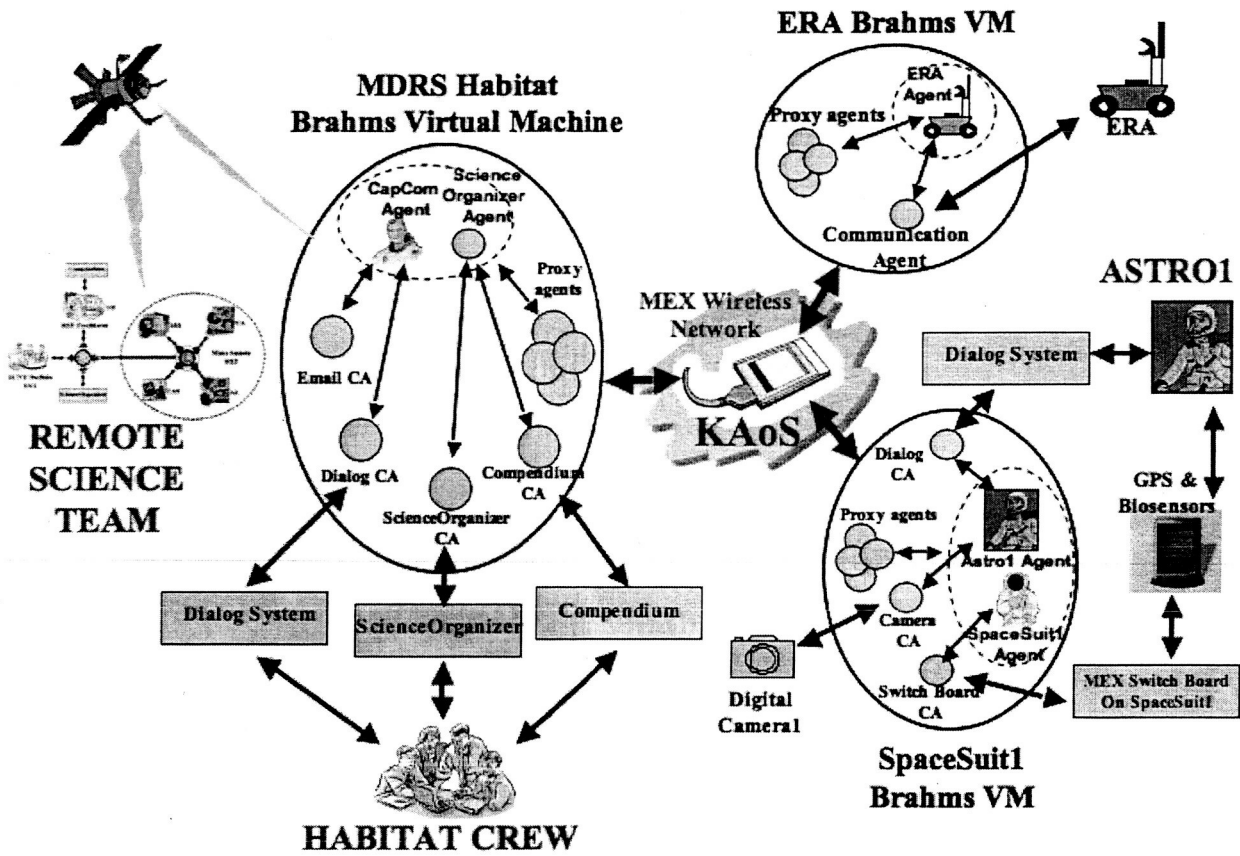 ERA Brahms VM
ERA
Agent
Proxy agents
Communication
Agent
ERA
MDRS Habitat
Brahms Virtual Machine
CapCom
Agent
Science
Organizer
Agent
Proxy
agents
Email CA
Dialog CA
Compendium
CA
ScienceOrganizer
CA
REMOTE
SCIENCE
TEAM
MEX Wireless
Network
KAoS
ASTRO1
Dialog System
Dialog
CA
GPS &
Biosensors
Proxy agents
Astro1 Agent
SpaceSuit1
Agent
Camera
CA
Switch Board
CA
Digital
Camera1
MEX Switch Board
On SpaceSuit1
SpaceSuit1
Brahms VM
Dialog System
ScienceOrganizer
Compendium
HABITAT CREW